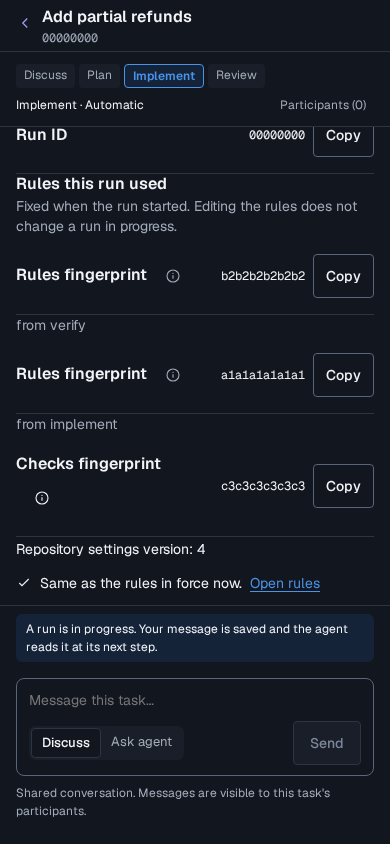 Add partial refunds
00000000
Discuss
Plan
Implement
Review
Implement · Automatic
Participants (0)
Run ID
00000000
Copy
Rules this run used
Fixed when the run started. Editing the rules does not
change a run in progress.
Rules fingerprint
b2b2b2b2b2b2
Copy
from verify
Rules fingerprint
a1a1a1a1a1a1
Copy
from implement
Checks fingerprint
c3c3c3c3c3c3
Copy
Repository settings version: 4
Same as the rules in force now. Open rules
A run is in progress. Your message is saved and the agent
reads it at its next step.
Message this task…
Discuss
Ask agent
Send
Shared conversation. Messages are visible to this task's
participants.